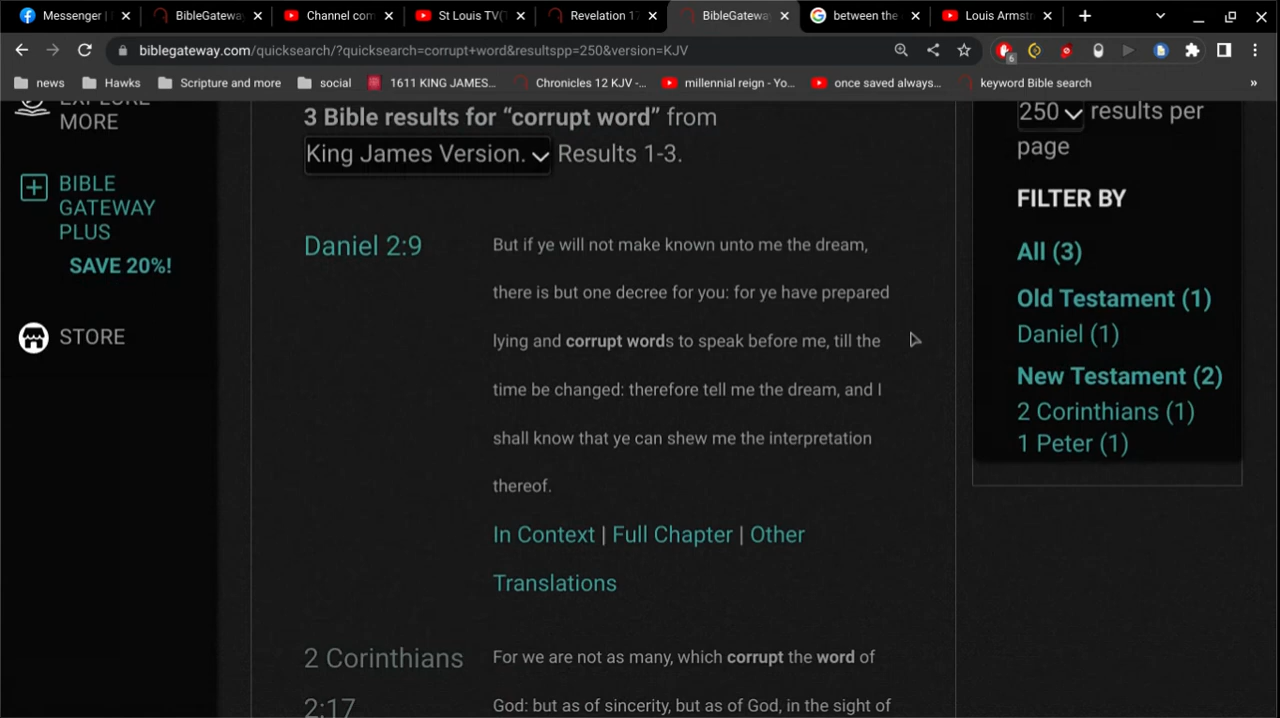 Messenger |
BibleGateway
Channel com
St Louis TV(
Revelation 1
BibleGateway
between the
Louis Armst
biblegateway.com/quicksearch/?quicksearch=corrupt+word&resultspp=250&version=KJV
6
news
Hawks
Scripture and more
social
1611 KING JAMES...
Chronicles 12 KJV -...
millennial reign - Yo...
once saved always...
keyword Bible search
»
EXPLORE
MORE
BIBLE
GATEWAY
PLUS
SAVE 20%!
STORE
3 Bible results for “corrupt word” from
King James Version. Results 1-3.
Daniel 2:9
But if ye will not make known unto me the dream,
there is but one decree for you: for ye have prepared
lying and corrupt words to speak before me, till the
time be changed: therefore tell me the dream, and I
shall know that ye can shew me the interpretation
thereof.
In Context | Full Chapter | Other
Translations
2 Corinthians
2:17
For we are not as many, which corrupt the word of
God: but as of sincerity, but as of God, in the sight of
250 results per
page
FILTER BY
All (3)
Old Testament (1)
Daniel (1)
New Testament (2)
2 Corinthians (1)
1 Peter (1)